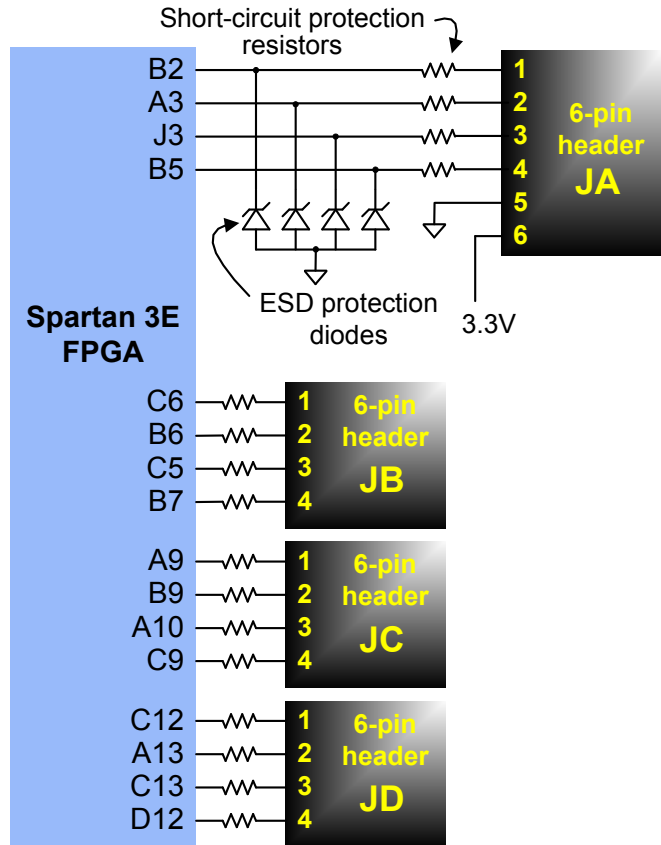 Short-circuit protection
resistors
B2
A3
J3
B5
1
2
3
4
5
6
6-pin
header
JA
ESD protection
diodes
3.3V
Spartan 3E
FPGA
C6
B6
C5
B7
1
2
3
4
6-pin
header
JB
A9
B9
A10
C9
1
2
3
4
6-pin
header
JC
C12
A13
C13
D12
1
2
3
4
6-pin
header
JD